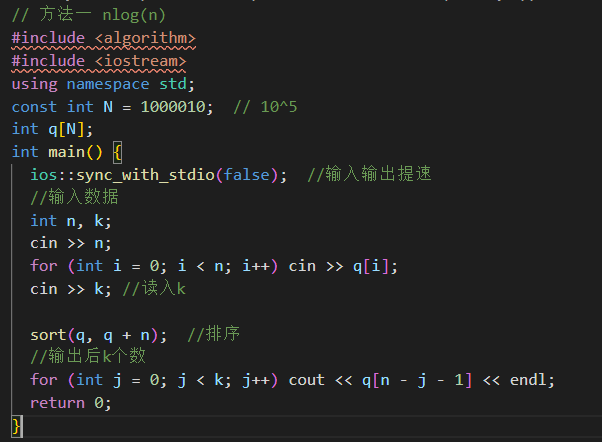 // 方法一 nlog(n)
#include <algorithm>
#include <iostream>
using namespace std;
const int N = 1000010;  // 10^5
int q[N];
int main() {
  ios::sync_with_stdio(false);  //输入输出提速
  //输入数据
  int n, k;
  cin >> n;
  for (int i = 0; i < n; i++) cin >> q[i];
  cin >> k; //读入k

  sort(q, q + n);  //排序
  //输出后k个数
  for (int j = 0; j < k; j++) cout << q[n - j - 1] << endl;
  return 0;
}